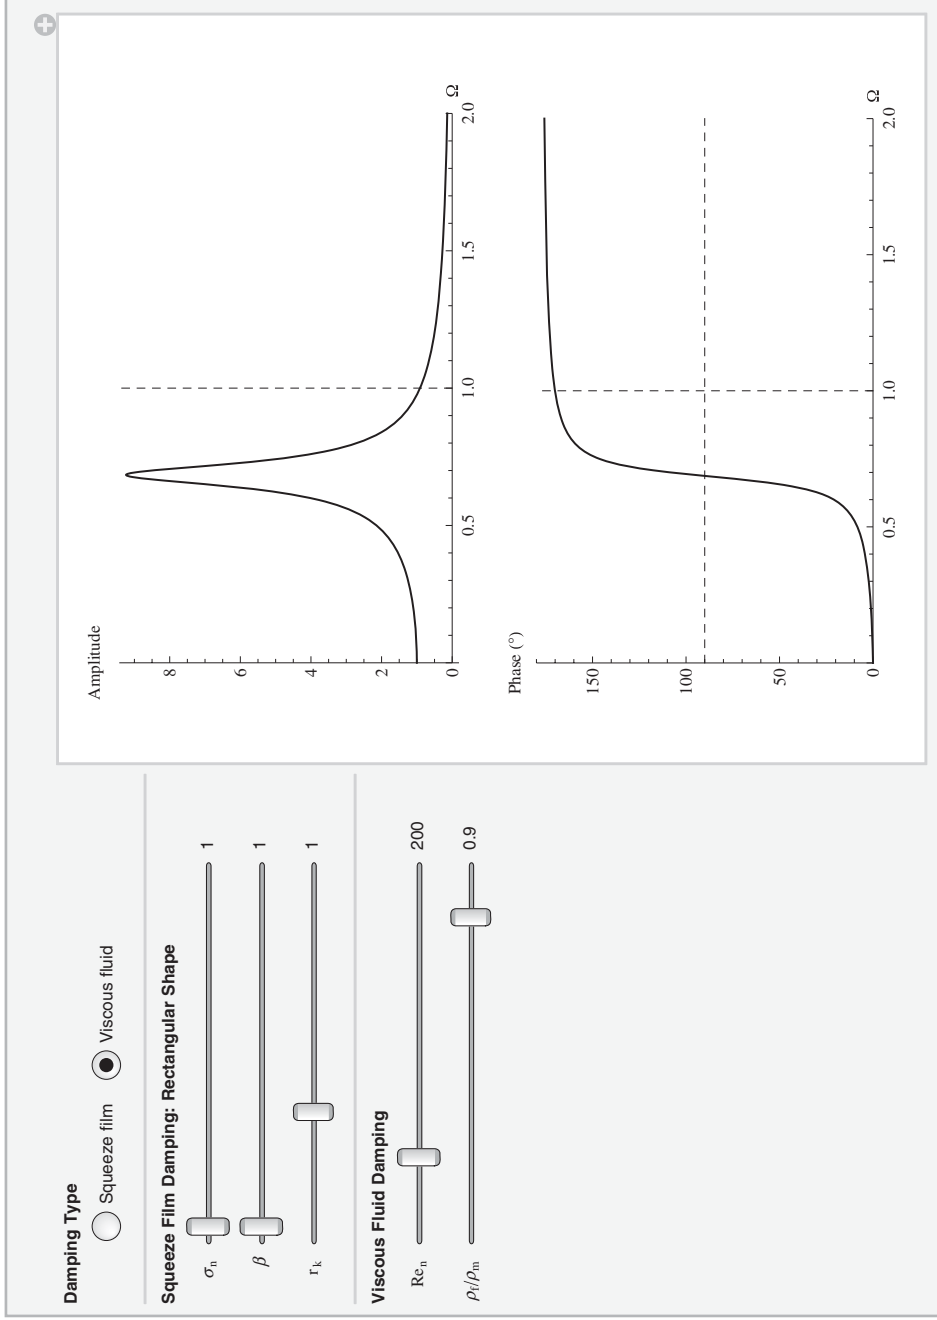 Damping Type
Squeeze film Viscous fluid
Squeeze Film Damping: Rectangular Shape
σn 1
β 1
rk 1
Viscous Fluid Damping
Ren 200
ρf/ρm 0.9
Amplitude
8
6
4
2
0
0.5 1.0 1.5 2.0 Ω
Phase (°)
150
100
50
0
0.5 1.0 1.5 2.0 Ω